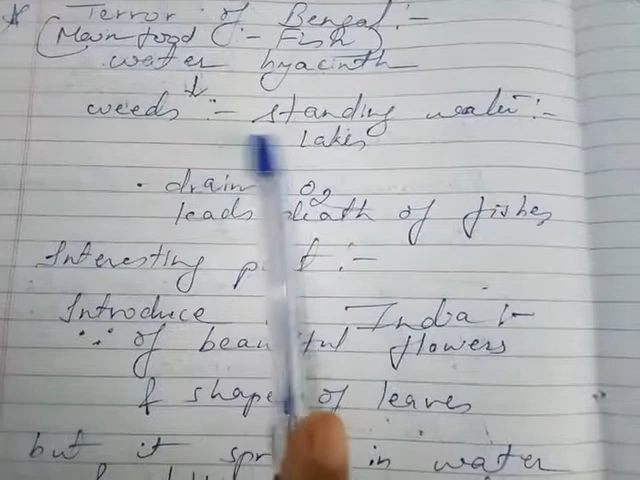 * Terror of Bengal :-
(Main food :- Fish)
water hyacinth
weeds :- standing water :-
Lakes
. drain O2
leads death of fishes
Interesting :-
Introduce India :-
∵ of beautiful flowers
& shape of leaves
but it in water